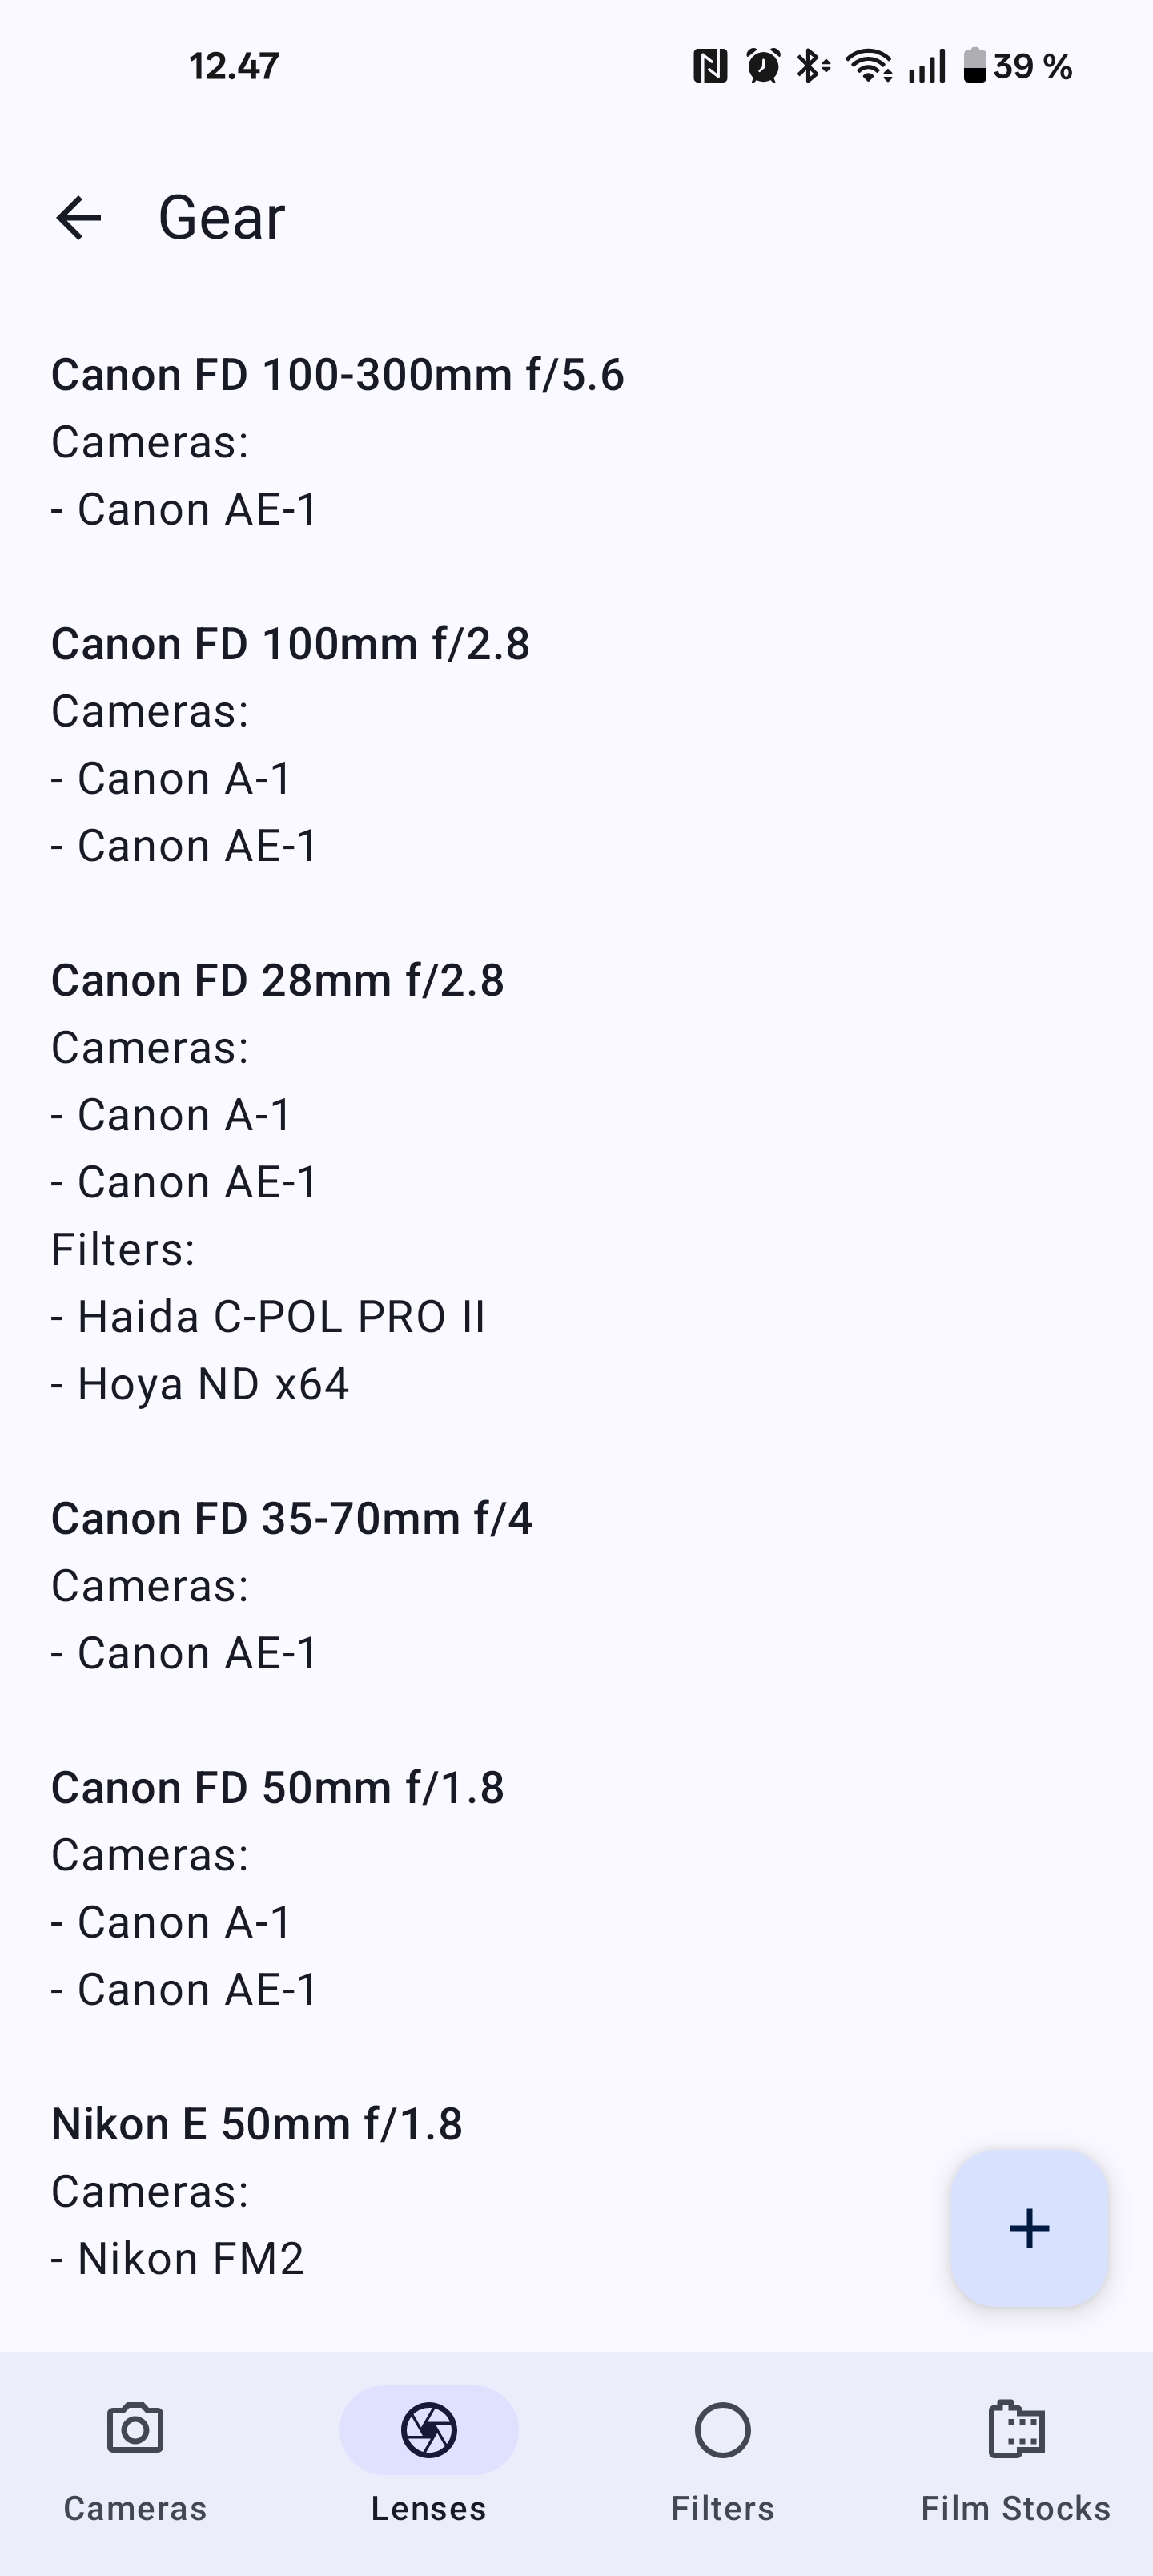 12.47
39 %
Gear
Canon FD 100-300mm f/5.6
Cameras:
- Canon AE-1
Canon FD 100mm f/2.8
Cameras:
- Canon A-1
- Canon AE-1
Canon FD 28mm f/2.8
Cameras:
- Canon A-1
- Canon AE-1
Filters:
- Haida C-POL PRO II
- Hoya ND x64
Canon FD 35-70mm f/4
Cameras:
- Canon AE-1
Canon FD 50mm f/1.8
Cameras:
- Canon A-1
- Canon AE-1
Nikon E 50mm f/1.8
Cameras:
- Nikon FM2
Cameras
Lenses
Filters
Film Stocks